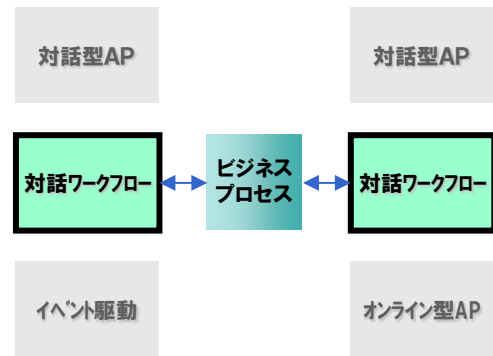 対話型AP
対話型AP
対話ワークフロー
ビジネス
プロセス
対話ワークフロー
イベント駆動
オンライン型AP